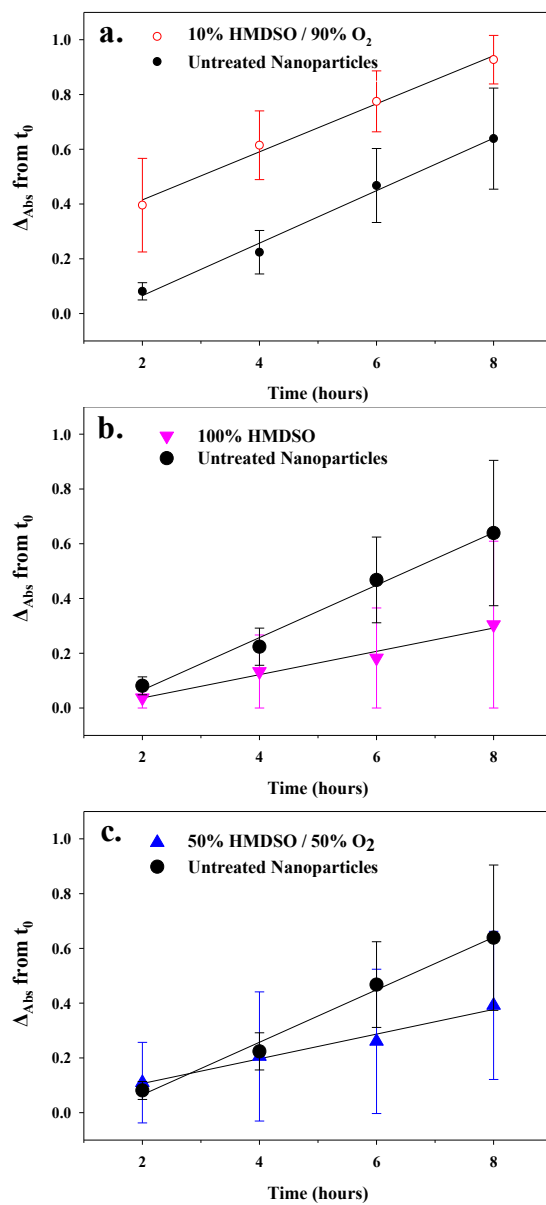 a.
10% HMDSO / 90% O2
Untreated Nanoparticles
1.0
0.8
0.6
0.4
0.2
0.0
ΔAbs from t0
2 4 6 8
Time (hours)
b.
100% HMDSO
Untreated Nanoparticles
1.0
0.8
0.6
0.4
0.2
0.0
ΔAbs from t0
2 4 6 8
Time (hours)
c.
50% HMDSO / 50% O2
Untreated Nanoparticles
1.0
0.8
0.6
0.4
0.2
0.0
ΔAbs from t0
2 4 6 8
Time (hours)